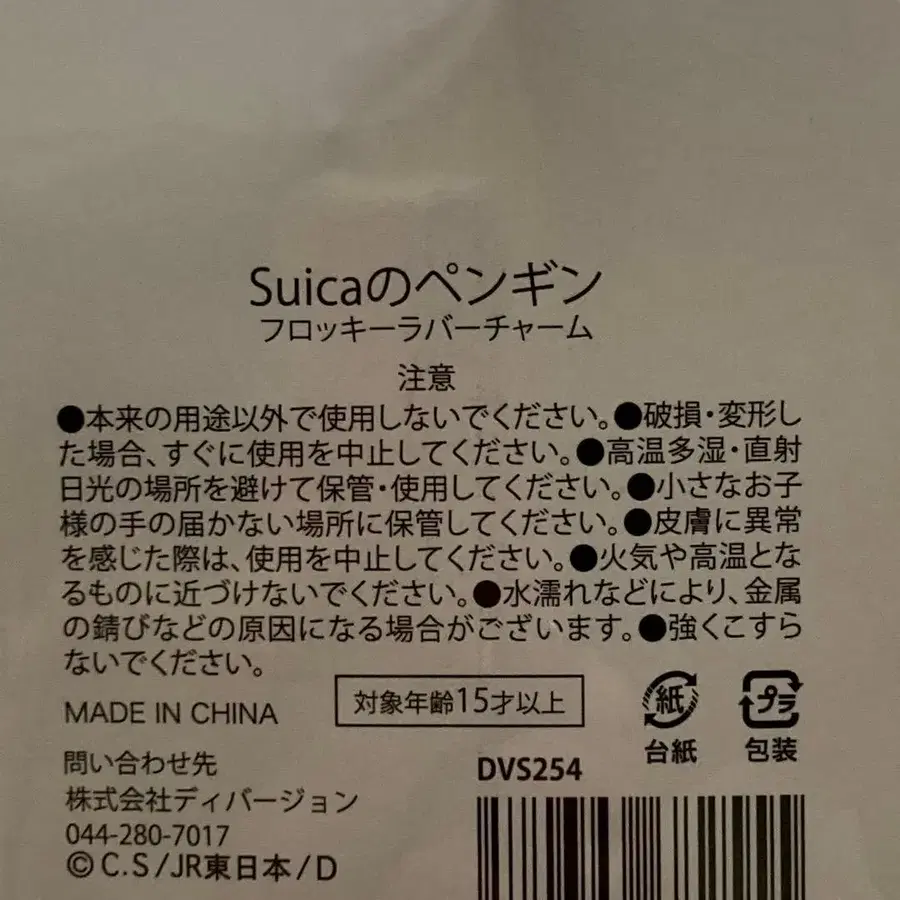 Suicaのペンギン
フロッキーラバーチャーム
注意
●本来の用途以外で使用しないでください。●破損・変形し
た場合、すぐに使用を中止してください。●高温多湿・直射
日光の場所を避けて保管・使用してください。●小さなお子
様の手の届かない場所に保管してください。●皮膚に異常
を感じた際は、使用を中止してください。●火気や高温とな
るものに近づけないでください。●水濡れなどにより、金属
の錆びなどの原因になる場合がございます。●強くこすら
ないでください。
MADE IN CHINA
対象年齢15才以上
紙
台紙
プラ
包装
問い合わせ先
株式会社ディバージョン
044-280-7017
©C.S/JR東日本/D
DVS254